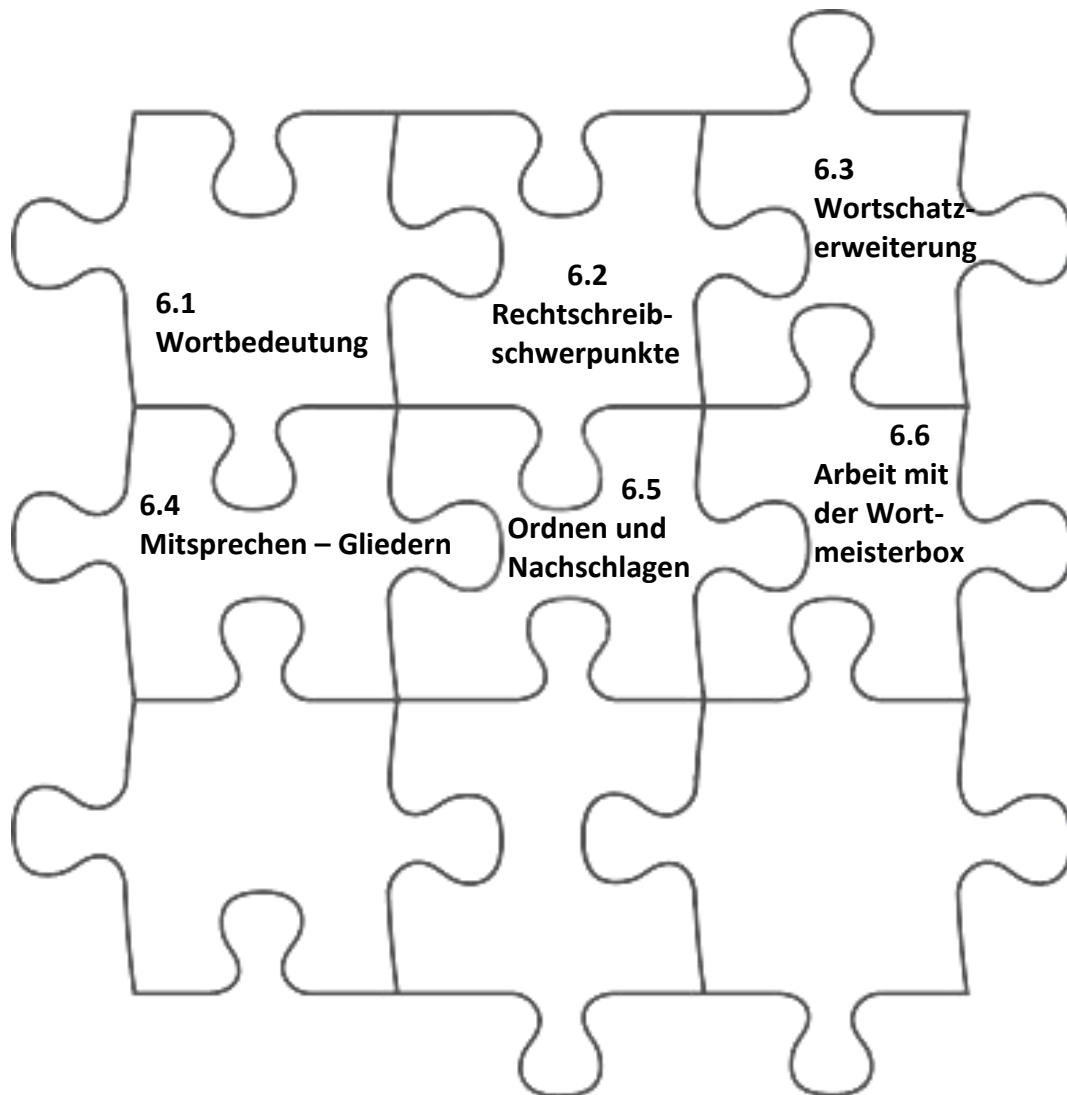 6.1
Wortbedeutung
6.2
Rechtschreib-
schwerpunkte
6.3
Wortschatz-
erweiterung
6.4
Mitsprechen – Gliedern
6.5
Ordnen und
Nachschlagen
6.6
Arbeit mit
der Wort-
meisterbox